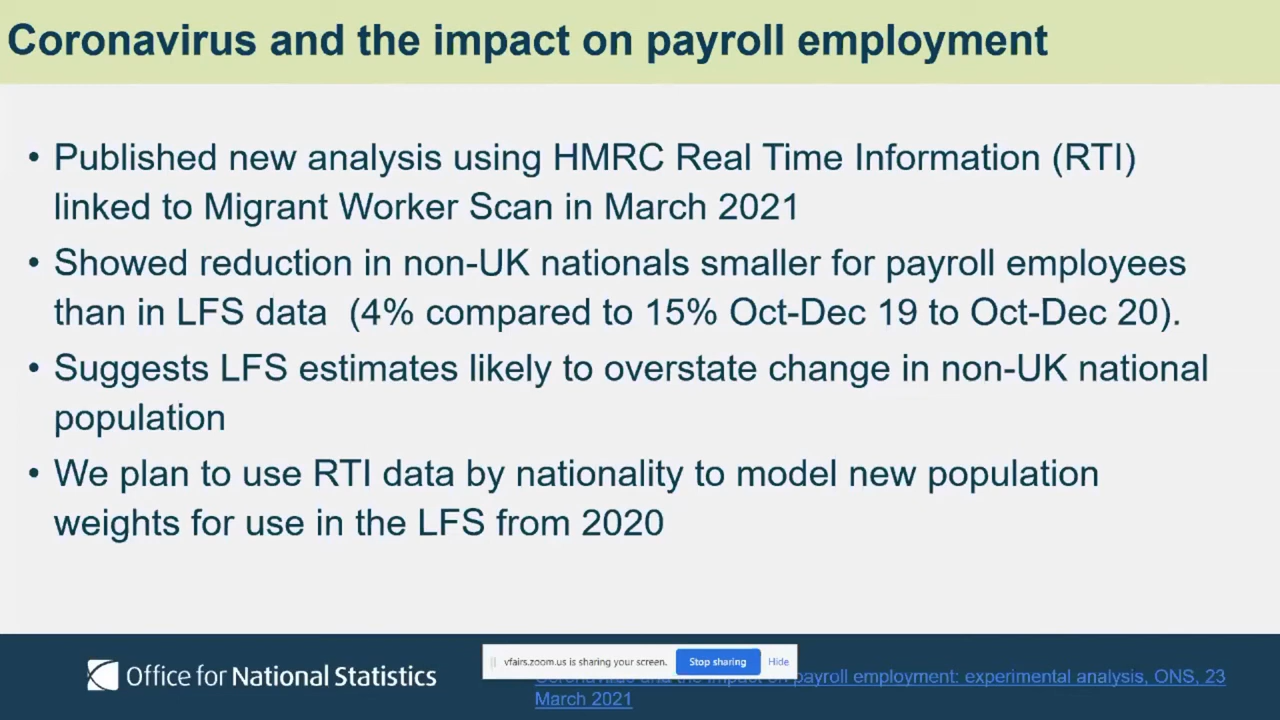 Coronavirus and the impact on payroll employment
• Published new analysis using HMRC Real Time Information (RTI)
linked to Migrant Worker Scan in March 2021
• Showed reduction in non-UK nationals smaller for payroll employees
than in LFS data (4% compared to 15% Oct-Dec 19 to Oct-Dec 20).
• Suggests LFS estimates likely to overstate change in non-UK national
population
• We plan to use RTI data by nationality to model new population
weights for use in the LFS from 2020
Office for National Statistics
vfairs.zoom.us is sharing your screen. Stop sharing Hide
Coronavirus and the impact on payroll employment: experimental analysis, ONS, 23
March 2021